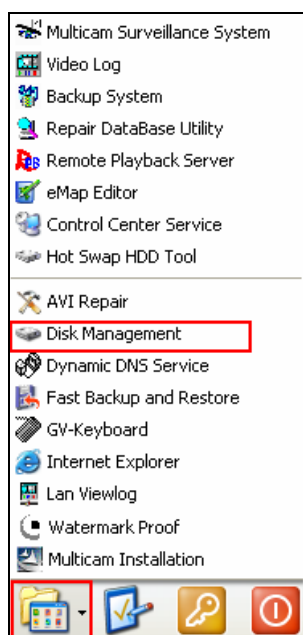 Multicam Surveillance System
Video Log
Backup System
Repair DataBase Utility
Remote Playback Server
eMap Editor
Control Center Service
Hot Swap HDD Tool
AVI Repair
Disk Management
Dynamic DNS Service
Fast Backup and Restore
GV-Keyboard
Internet Explorer
Lan Viewlog
Watermark Proof
Multicam Installation